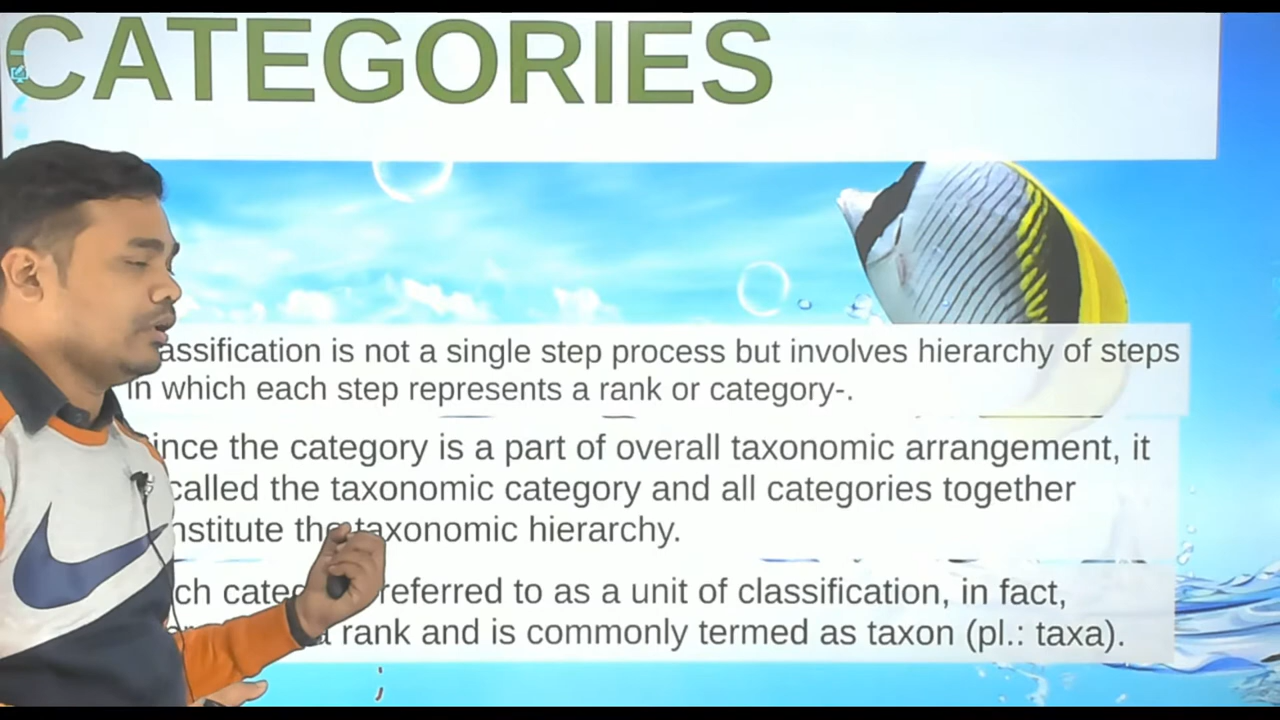 CATEGORIES
assification is not a single step process but involves hierarchy of steps
in which each step represents a rank or category-.
ince the category is a part of overall taxonomic arrangement, it
called the taxonomic category and all categories together
nstitute the taxonomic hierarchy.
ch categ referred to as a unit of classification, in fact,
a rank and is commonly termed as taxon (pl.: taxa).